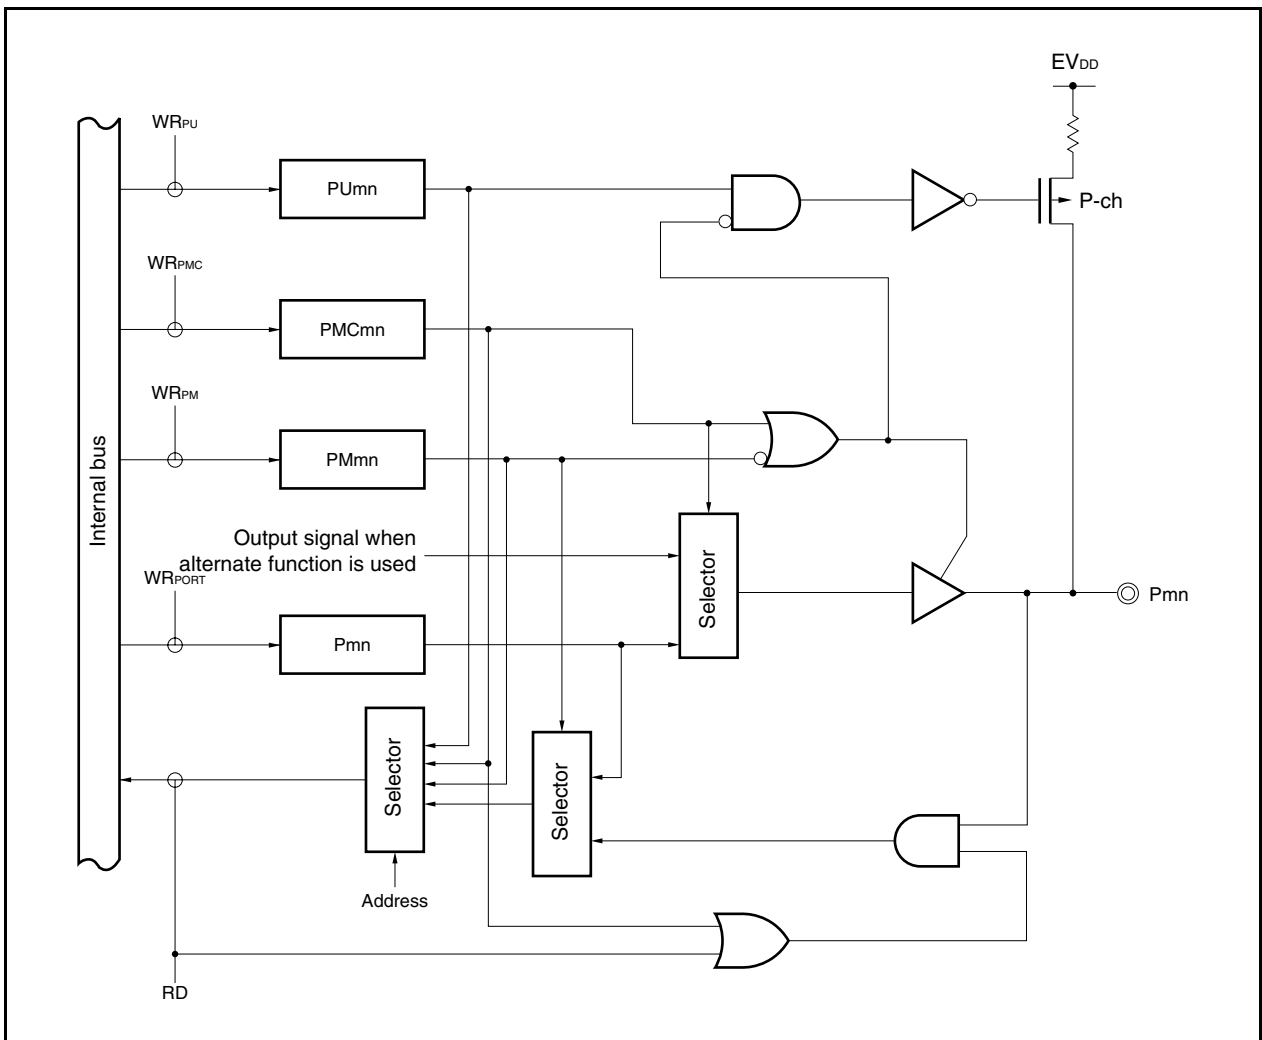 EVDD
WRPU
PUmn
P-ch
WRPMC
PMCmn
WRPM
PMmn
Internal bus
Output signal when
alternate function is used
WRPORT
Selector
Pmn
Pmn
Selector
Selector
Address
RD